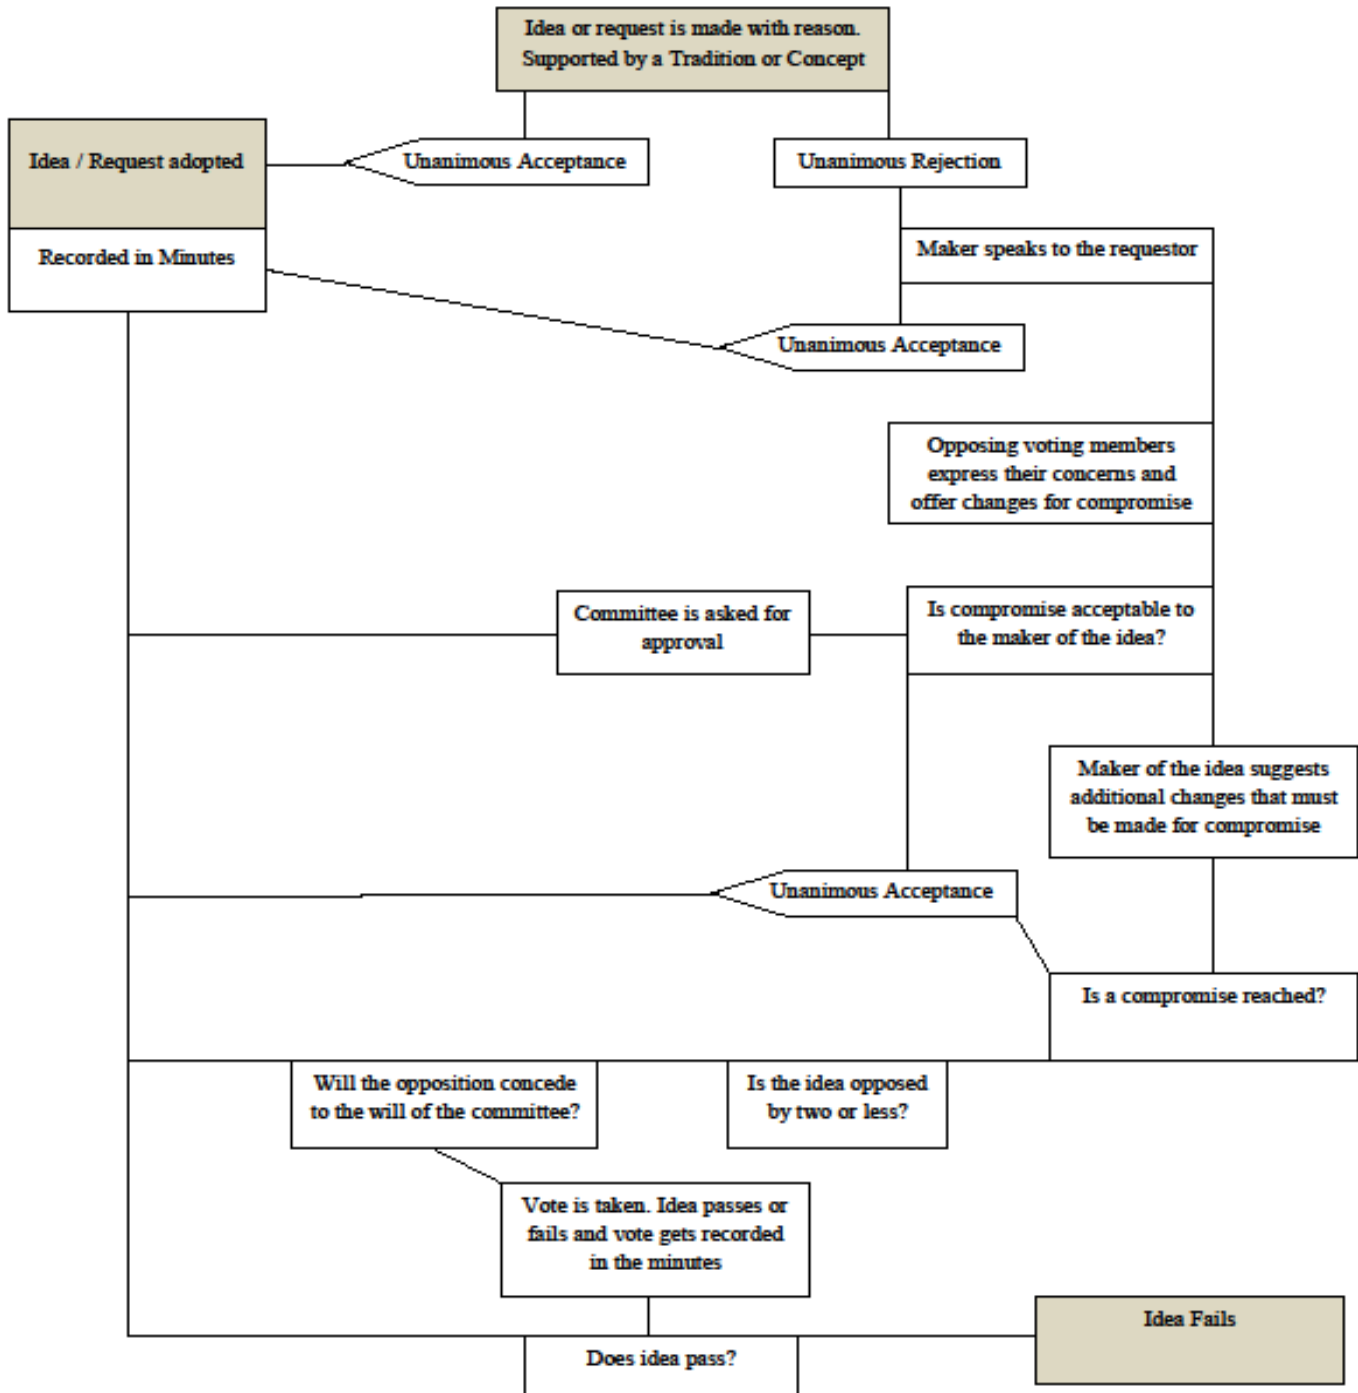 Idea or request is made with reason.
Supported by a Tradition or Concept
Idea / Request adopted
Unanimous Acceptance
Unanimous Rejection
Recorded in Minutes
Maker speaks to the requestor
Unanimous Acceptance
Opposing voting members
express their concerns and
offer changes for compromise
Committee is asked for
approval
Is compromise acceptable to
the maker of the idea?
Maker of the idea suggests
additional changes that must
be made for compromise
Unanimous Acceptance
Is a compromise reached?
Will the opposition concede
to the will of the committee?
Is the idea opposed
by two or less?
Vote is taken. Idea passes or
fails and vote gets recorded
in the minutes
Idea Fails
Does idea pass?